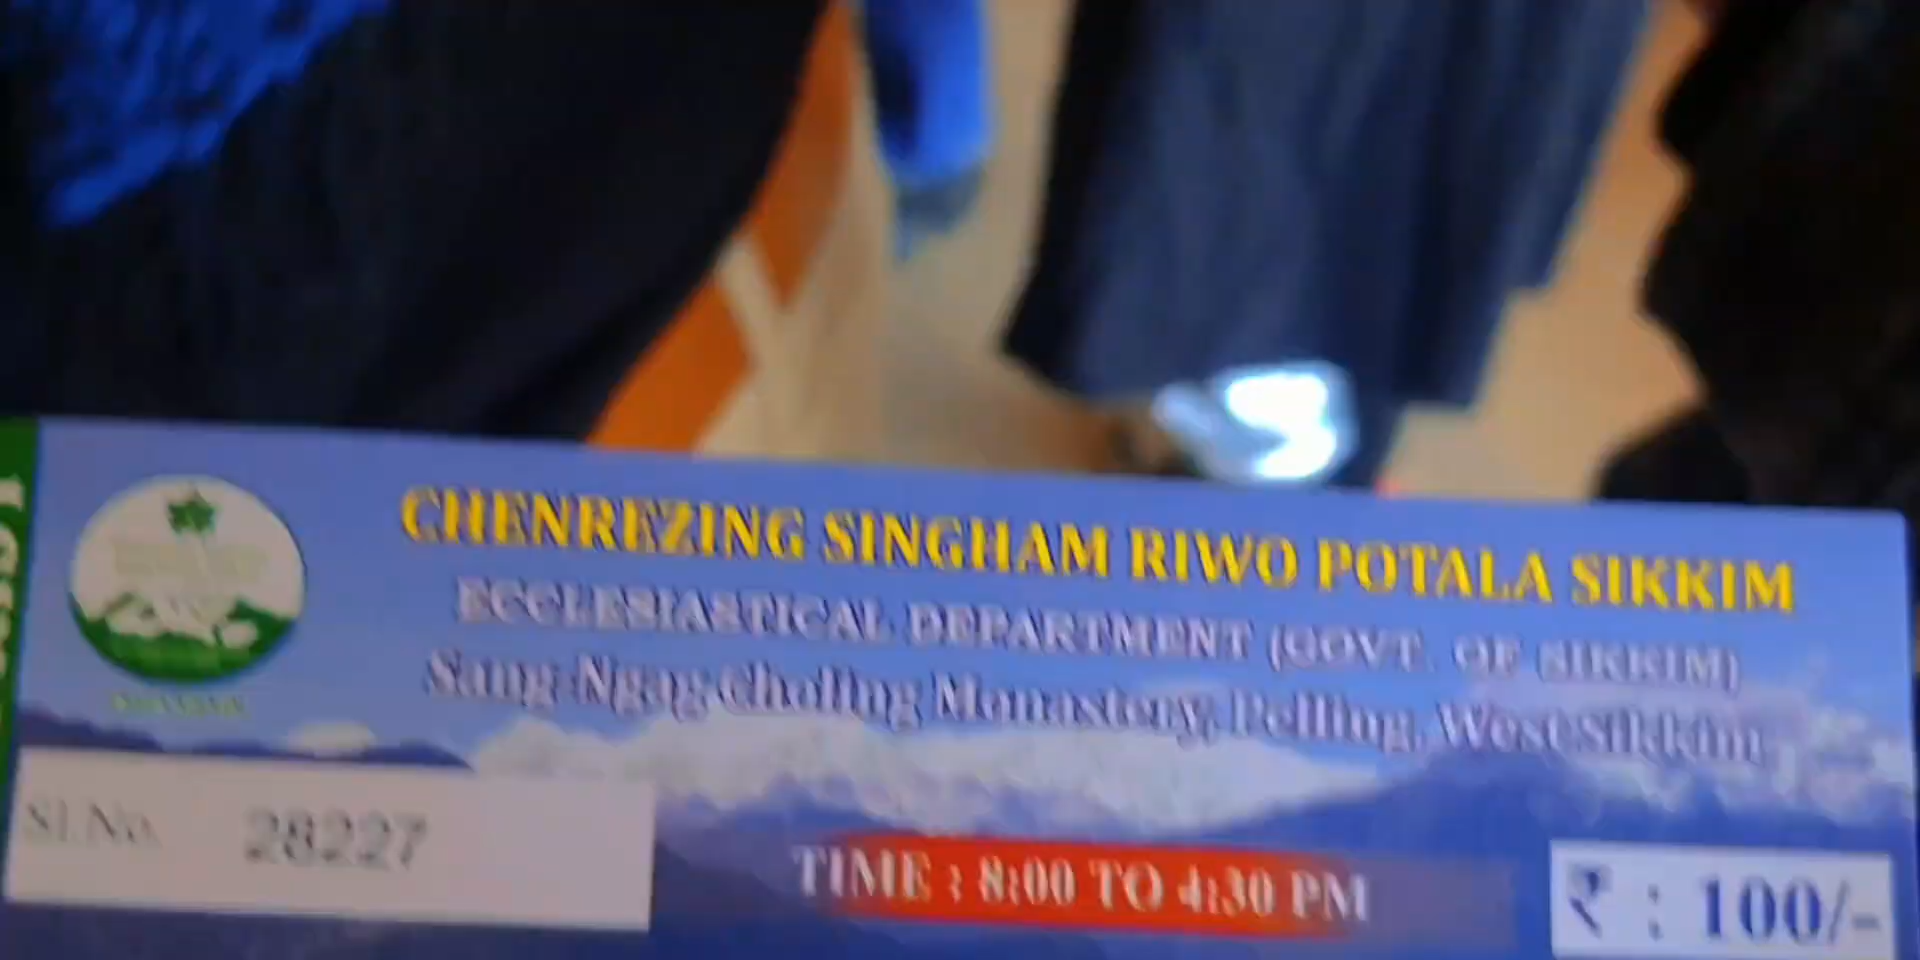 CHENREZING SINGHAM RIWO POTALA SIKKIM
ECCLESIASTICAL DEPARTMENT (GOVT. OF SIKKIM)
Sang-Ngag-Choling Monastery, Pelling, West Sikkim
Sl.No. 28227
TIME : 8:00 TO 4:30 PM
₹ : 100/-